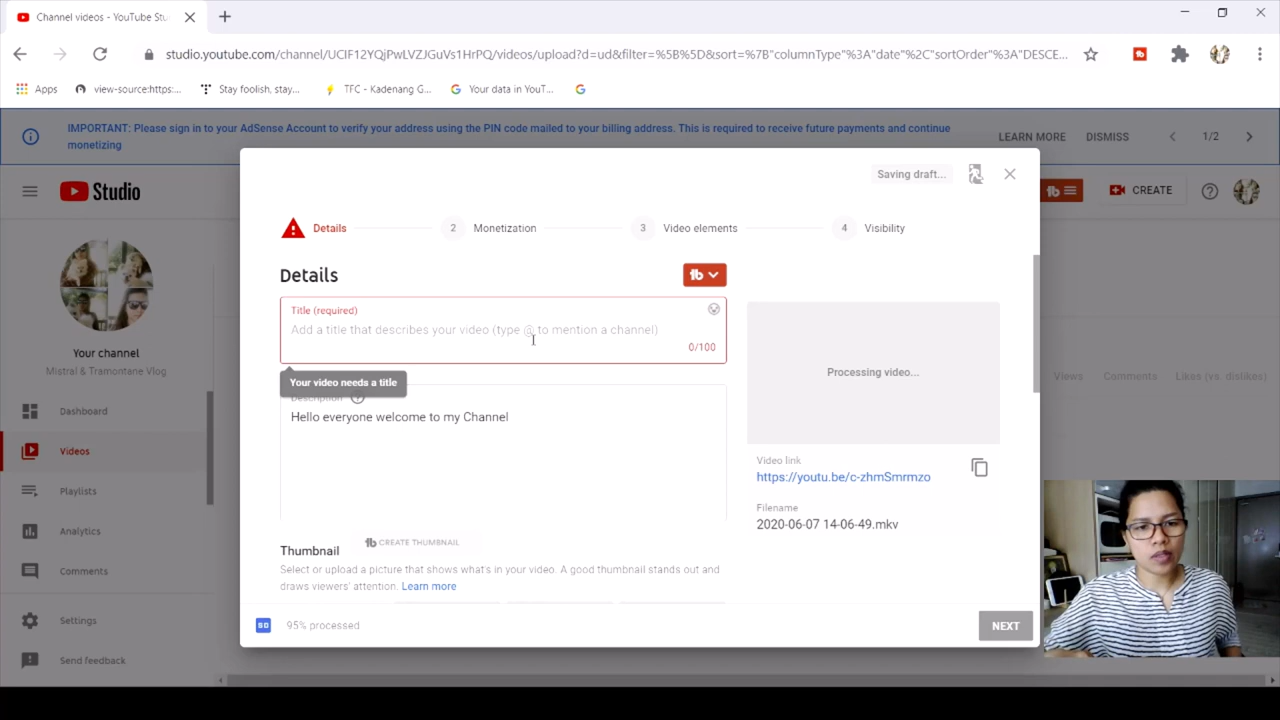 Channel videos - YouTube Stu
studio.youtube.com/channel/UCIF12YQjPwLVZJGuVs1HrPQ/videos/upload?d=ud&filter=%5B%5D&sort=%7B"columnType"%3A"date"%2C"sortOrder"%3A"DESCE...
Apps
view-source:https:...
Stay foolish, stay...
TFC - Kadenang G...
Your data in YouT...
IMPORTANT: Please sign in to your AdSense Account to verify your address using the PIN code mailed to your billing address. This is required to receive future payments and continue
monetizing
LEARN MORE
DISMISS
1/2
Studio
CREATE
Saving draft...
Details
2 Monetization
3 Video elements
4 Visibility
Details
Title (required)
Add a title that describes your video (type @ to mention a channel)
0/100
Your video needs a title
Description
Hello everyone welcome to my Channel
Processing video...
Video link
https://youtu.be/c-zhmSmrmzo
Filename
2020-06-07 14-06-49.mkv
Thumbnail
CREATE THUMBNAIL
Select or upload a picture that shows what's in your video. A good thumbnail stands out and
draws viewers' attention. Learn more
SD
95% processed
NEXT
Your channel
Mistral & Tramontane Vlog
Dashboard
Videos
Playlists
Analytics
Comments
Settings
Send feedback
Views
Comments
Likes (vs. dislikes)